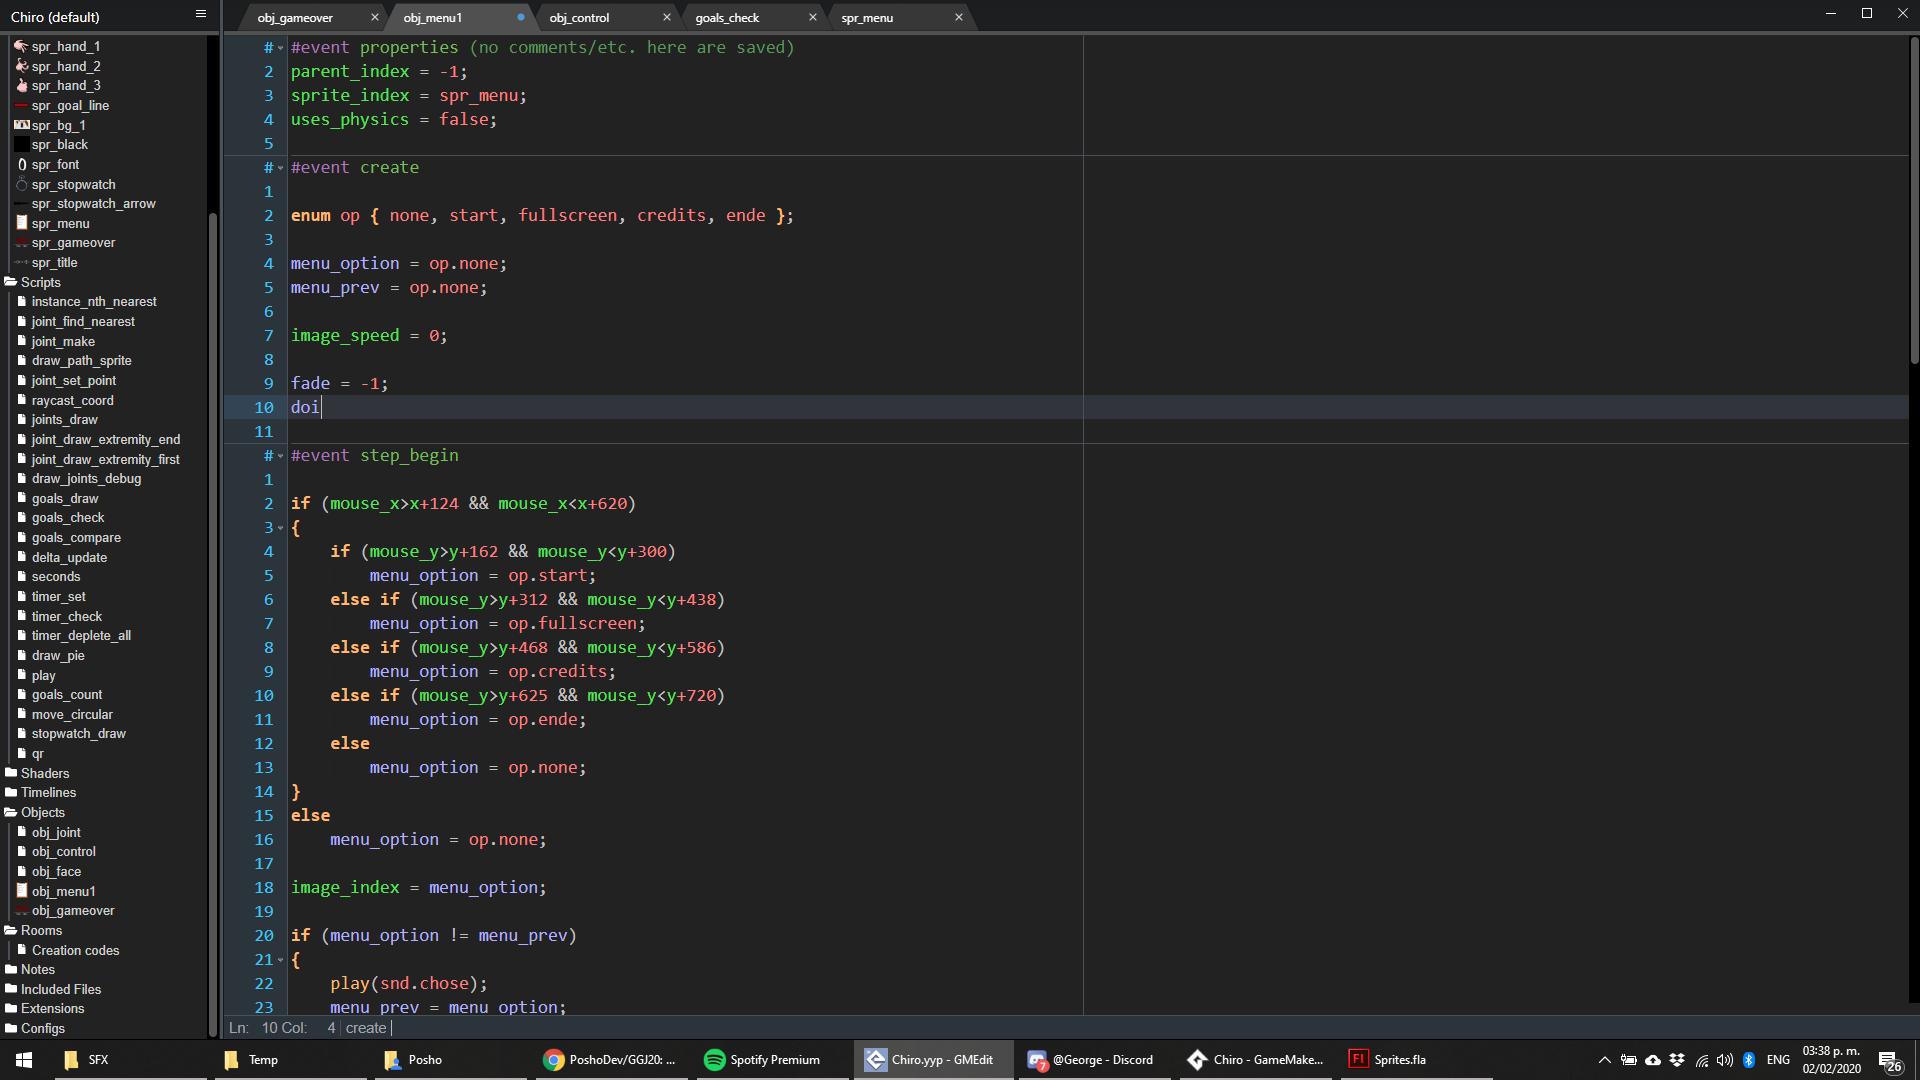 Chiro (default)
obj_gameover ×
obj_menu1
obj_control ×
goals_check ×
spr_menu ×
spr_hand_1
spr_hand_2
spr_hand_3
spr_goal_line
spr_bg_1
spr_black
spr_font
spr_stopwatch
spr_stopwatch_arrow
spr_menu
spr_gameover
spr_title
Scripts
instance_nth_nearest
joint_find_nearest
joint_make
draw_path_sprite
joint_set_point
raycast_coord
joints_draw
joint_draw_extremity_end
joint_draw_extremity_first
draw_joints_debug
goals_draw
goals_check
goals_compare
delta_update
seconds
timer_set
timer_check
timer_deplete_all
draw_pie
play
goals_count
move_circular
stopwatch_draw
qr
Shaders
Timelines
Objects
obj_joint
obj_control
obj_face
obj_menu1
obj_gameover
Rooms
Creation codes
Notes
Included Files
Extensions
Configs
# #event properties (no comments/etc. here are saved)
2 parent_index = -1;
3 sprite_index = spr_menu;
4 uses_physics = false;
5
# #event create
1
2 enum op { none, start, fullscreen, credits, ende };
3
4 menu_option = op.none;
5 menu_prev = op.none;
6
7 image_speed = 0;
8
9 fade = -1;
10 doi
11
# #event step_begin
1
2 if (mouse_x>x+124 && mouse_x<x+620)
3 {
4 if (mouse_y>y+162 && mouse_y<y+300)
5 menu_option = op.start;
6 else if (mouse_y>y+312 && mouse_y<y+438)
7 menu_option = op.fullscreen;
8 else if (mouse_y>y+468 && mouse_y<y+586)
9 menu_option = op.credits;
10 else if (mouse_y>y+625 && mouse_y<y+720)
11 menu_option = op.ende;
12 else
13 menu_option = op.none;
14 }
15 else
16 menu_option = op.none;
17
18 image_index = menu_option;
19
20 if (menu_option != menu_prev)
21 {
22 play(snd.chose);
23 menu_prev = menu_option;
Ln: 10 Col: 4 create
SFX
Temp
Posho
PoshoDev/GGJ20: ...
Spotify Premium
Chiro.yyp - GMEdit
7
@George - Discord
Chiro - GameMake...
Fl
Sprites.fla
ENG
03:38 p. m.
02/02/2020
26